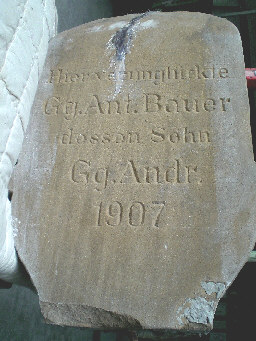 Hier verunglückte
Gg. Ant. Bauer
dessen Sohn
Gg. Andr.
1907